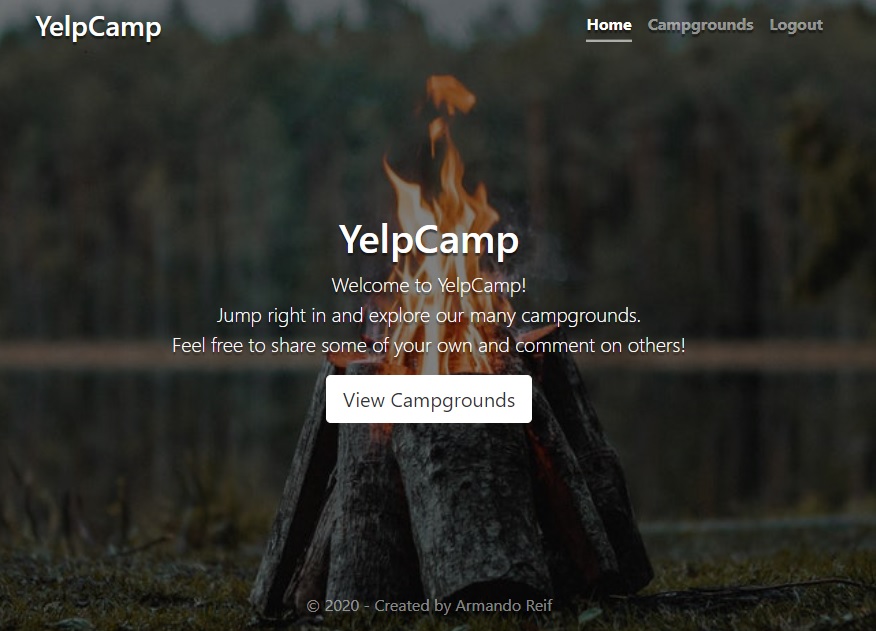 YelpCamp
Home Campgrounds Logout
YelpCamp
Welcome to YelpCamp!
Jump right in and explore our many campgrounds.
Feel free to share some of your own and comment on others!
View Campgrounds
© 2020 - Created by Armando Reif